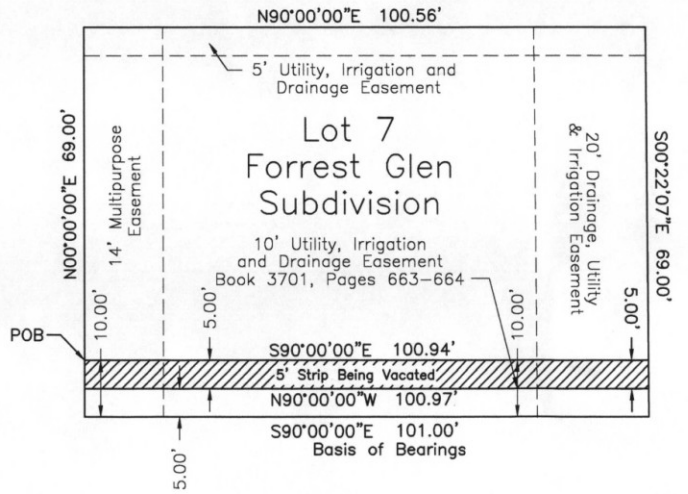 N90°00'00"E 100.56'
5' Utility, Irrigation and
Drainage Easement
Lot 7
Forrest Glen
Subdivision
10' Utility, Irrigation
and Drainage Easement
Book 3701, Pages 663-664
N00°00'00"E 69.00'
14' Multipurpose
Easement
20' Drainage, Utility
& Irrigation Easement
S00°22'07"E 69.00'
10.00'
5.00'
10.00'
5.00'
POB
S90°00'00"E 100.94'
5' Strip Being Vacated
N90°00'00"W 100.97'
S90°00'00"E 101.00'
Basis of Bearings
5.00'